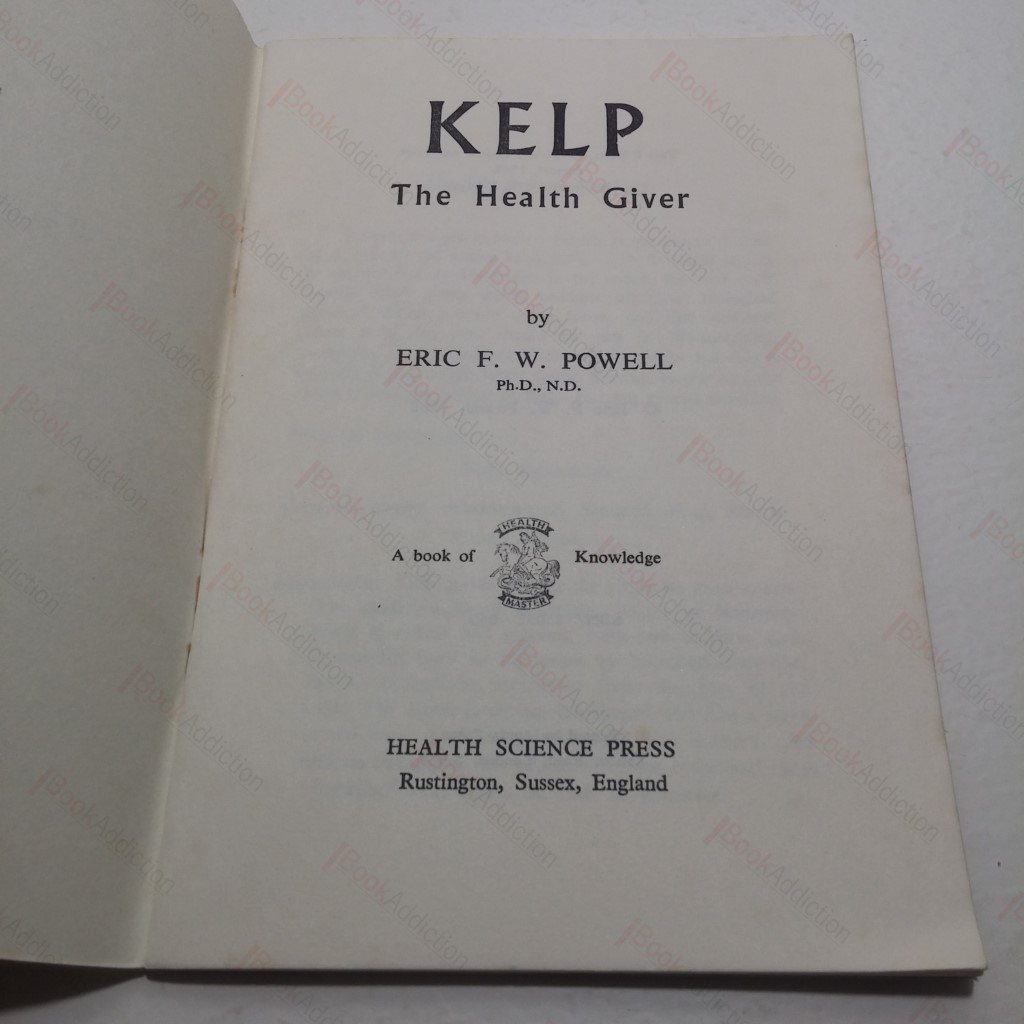 KELP
The Health Giver
by
ERIC F. W. POWELL
Ph.D., N.D.
HEALTH
A book of Knowledge
MASTER
HEALTH SCIENCE PRESS
Rustington, Sussex, England
BookAddiction